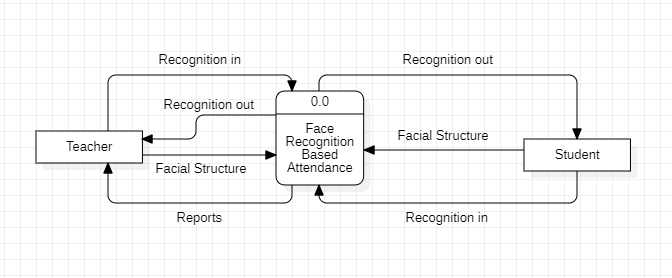 Recognition in
Recognition out
0.0
Recognition out
Face
Recognition
Based
Attendance
Teacher
Facial Structure
Facial Structure
Student
Reports
Recognition in